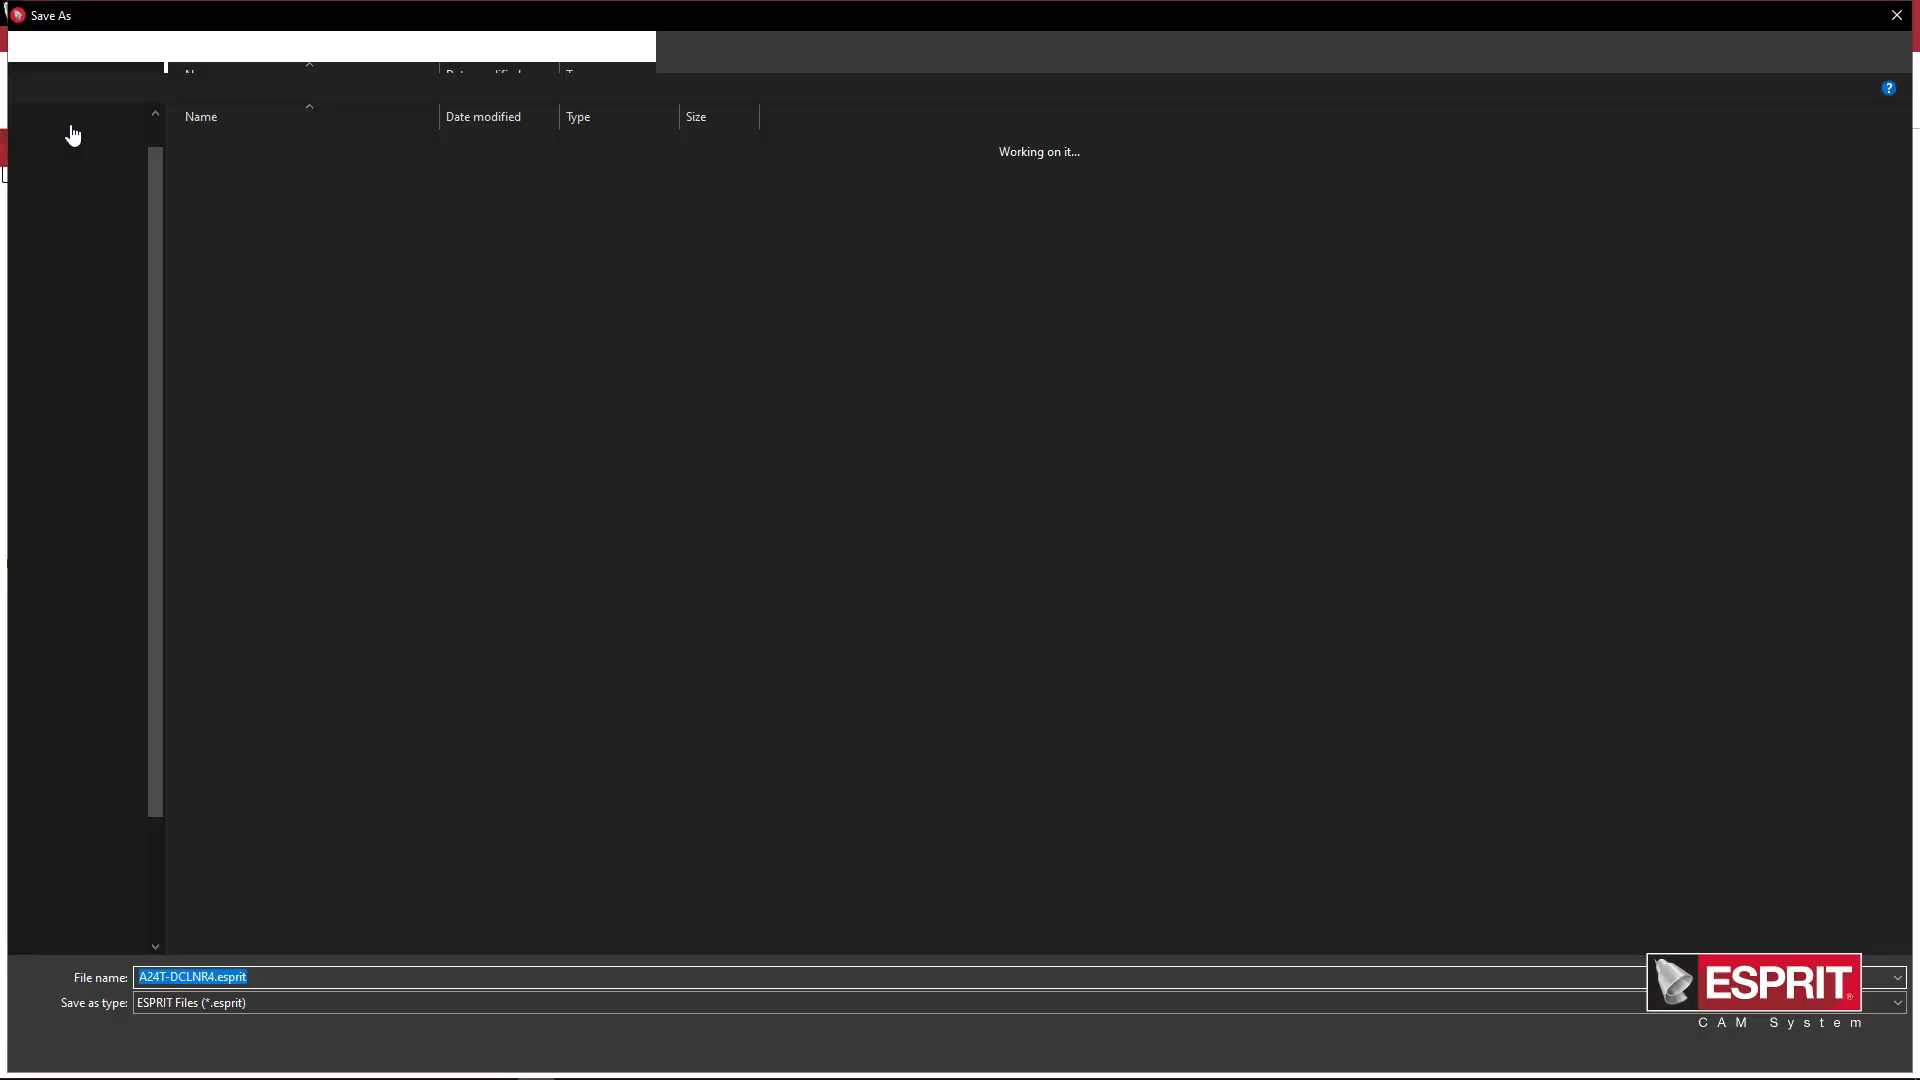 Save As
?
Name
Date modified
Type
Size
Working on it...
File name:
A24T-DCLNR4.esprit
Save as type:
ESPRIT Files (*.esprit)
ESPRIT®
CAM System